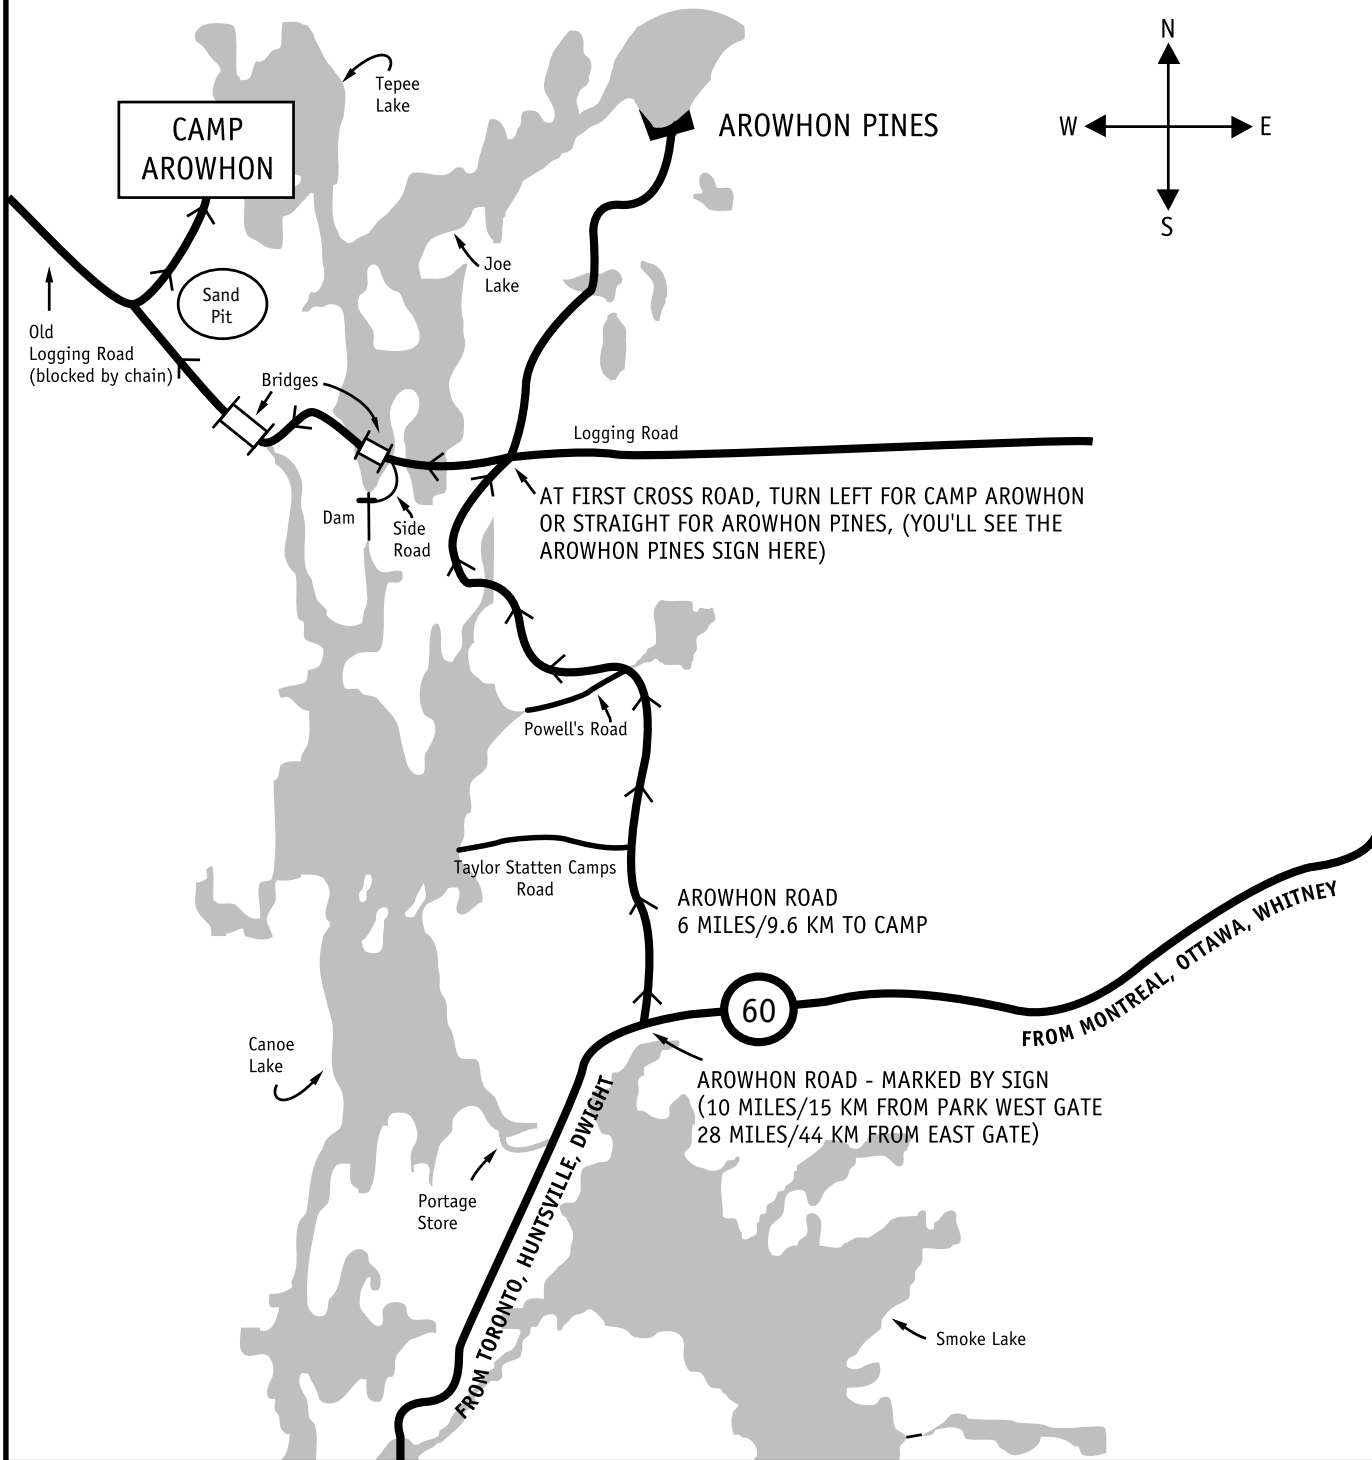 N
W
E
S
Tepee
Lake
CAMP
AROWHON
AROWHON PINES
Joe
Lake
Sand
Pit
Old
Logging Road
(blocked by chain)
Bridges
Logging Road
AT FIRST CROSS ROAD, TURN LEFT FOR CAMP AROWHON
OR STRAIGHT FOR AROWHON PINES, (YOU'LL SEE THE
AROWHON PINES SIGN HERE)
Dam
Side
Road
Powell's Road
Taylor Statten Camps
Road
AROWHON ROAD
6 MILES/9.6 KM TO CAMP
60
FROM MONTREAL, OTTAWA, WHITNEY
Canoe
Lake
AROWHON ROAD - MARKED BY SIGN
(10 MILES/15 KM FROM PARK WEST GATE
28 MILES/44 KM FROM EAST GATE)
FROM TORONTO, HUNTSVILLE, DWIGHT
Portage
Store
Smoke Lake